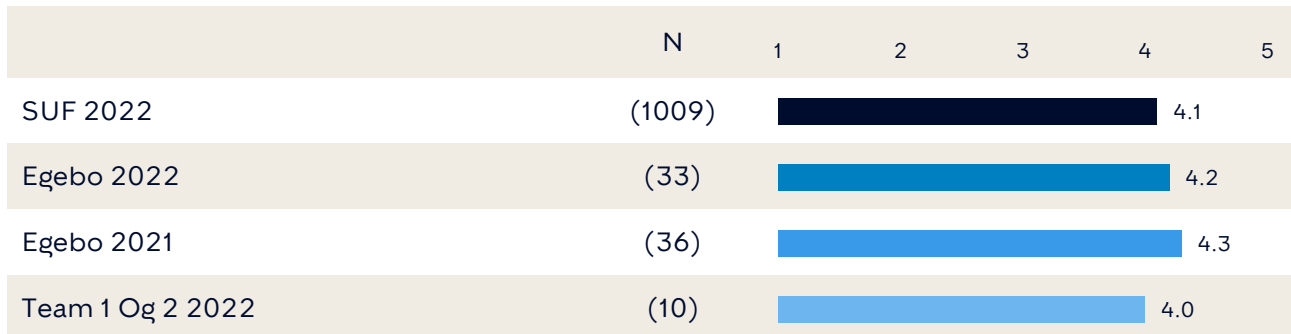 N 1 2 3 4 5
SUF 2022 (1009) 4.1
Egebo 2022 (33) 4.2
Egebo 2021 (36) 4.3
Team 1 Og 2 2022 (10) 4.0